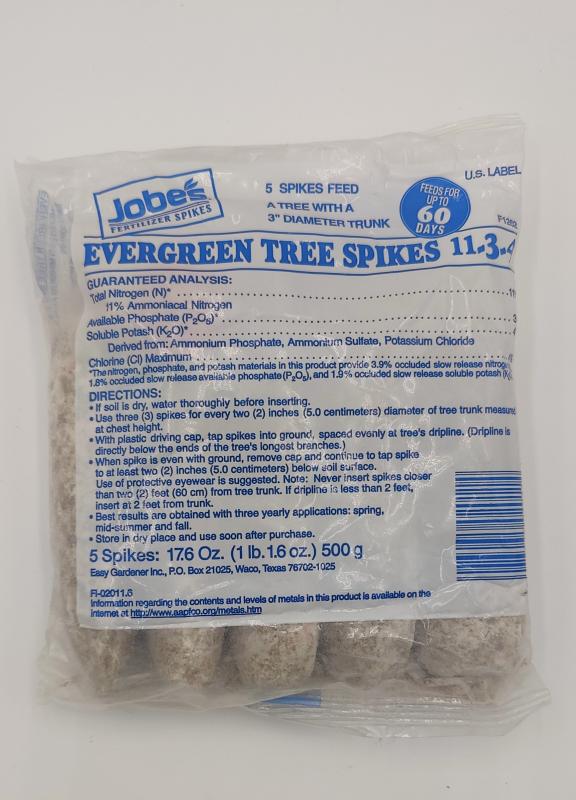 Jobe's
FERTILIZER SPIKES
5 SPIKES FEED
A TREE WITH A
3" DIAMETER TRUNK
U.S. LABEL
FEEDS FOR
UP TO
60
DAYS
EVERGREEN TREE SPIKES 11-3-4
GUARANTEED ANALYSIS:
Total Nitrogen (N)*
11% Ammoniacal Nitrogen
Available Phosphate (P₂O₅)* 3
Soluble Potash (K₂O)*
Derived from: Ammonium Phosphate, Ammonium Sulfate, Potassium Chloride
Chlorine (Cl) Maximum
*The nitrogen, phosphate, and potash materials in this product provide 3.9% occluded slow release nitrogen
1.8% occluded slow release available phosphate (P₂O₅), and 1.9% occluded slow release soluble potash
DIRECTIONS:
• If soil is dry, water thoroughly before inserting.
• Use three (3) spikes for every two (2) inches (5.0 centimeters) diameter of tree trunk measured
at chest height.
• With plastic driving cap, tap spikes into ground, spaced evenly at tree's dripline. (Dripline is
directly below the ends of the tree's longest branches.)
• When spike is even with ground, remove cap and continue to tap spike
to at least two (2) inches (5.0 centimeters) below soil surface.
Use of protective eyewear is suggested. Note: Never insert spikes closer
than two (2) feet (60 cm) from tree trunk. If dripline is less than 2 feet,
insert at 2 feet from trunk.
• Best results are obtained with three yearly applications: spring,
mid-summer and fall.
• Store in dry place and use soon after purchase.
5 Spikes: 17.6 Oz. (1 lb. 1.6 oz.) 500 g
Easy Gardener Inc., P.O. Box 21025, Waco, Texas 76702-1025
FI-02011.6
Information regarding the contents and levels of metals in this product is available on the
internet at http://www.aapfco.org/metals.htm